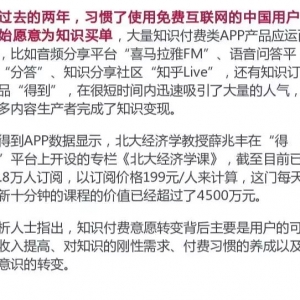 过去的两年，习惯了使用免费互联网的中国用户
始愿意为知识买单，大量知识付费类APP产品应运而
，比如音频分享平台“喜马拉雅FM”、语音问答平
“分答”、知识分享社区“知乎Live”，还有知识订
品“得到”，在很短时间内迅速吸引了大量的人气，
多内容生产者完成了知识变现。
得到APP数据显示，北大经济学教授薛兆丰在“得
”平台上开设的专栏《北大经济学课》，截至目前已
.8万人订阅，以订阅价格199元/人来计算，这门每天
新十分钟的课程的价值已经超过了4500万元。
析人士指出，知识付费意愿转变背后主要是用户的可
收入提高、对知识的刚性需求、付费习惯的养成以及
意识的转变。